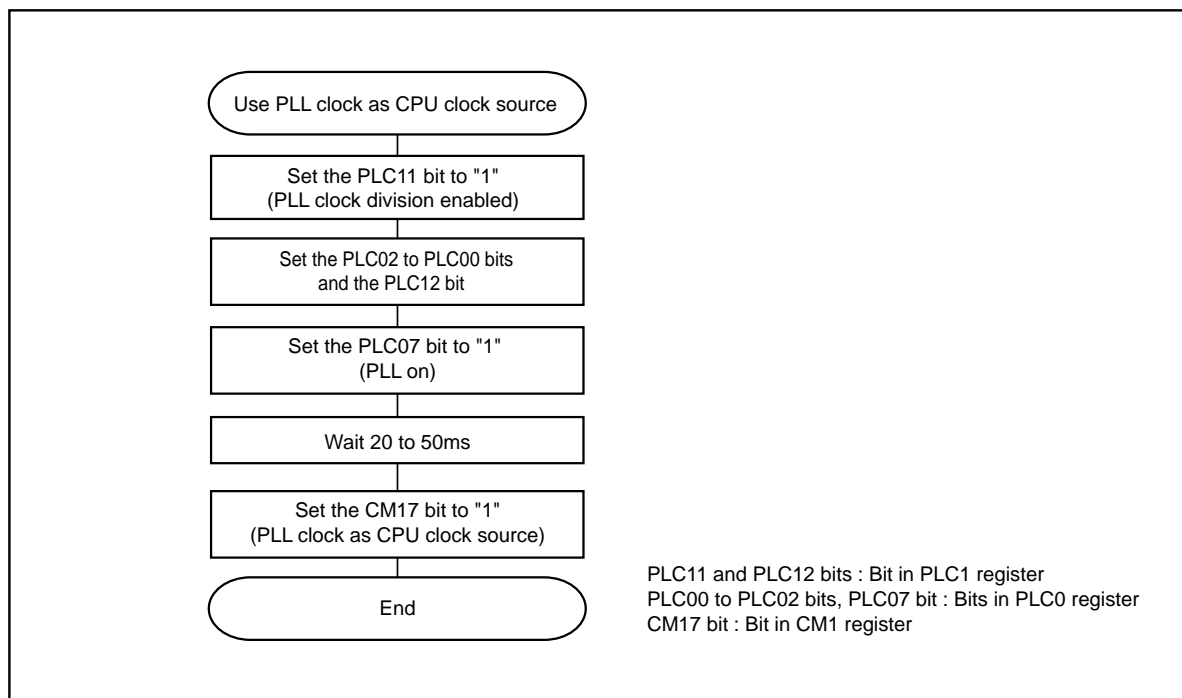 Use PLL clock as CPU clock source
Set the PLC11 bit to "1"
(PLL clock division enabled)
Set the PLC02 to PLC00 bits
and the PLC12 bit
Set the PLC07 bit to "1"
(PLL on)
Wait 20 to 50ms
Set the CM17 bit to "1"
(PLL clock as CPU clock source)
End
PLC11 and PLC12 bits : Bit in PLC1 register
PLC00 to PLC02 bits, PLC07 bit : Bits in PLC0 register
CM17 bit : Bit in CM1 register